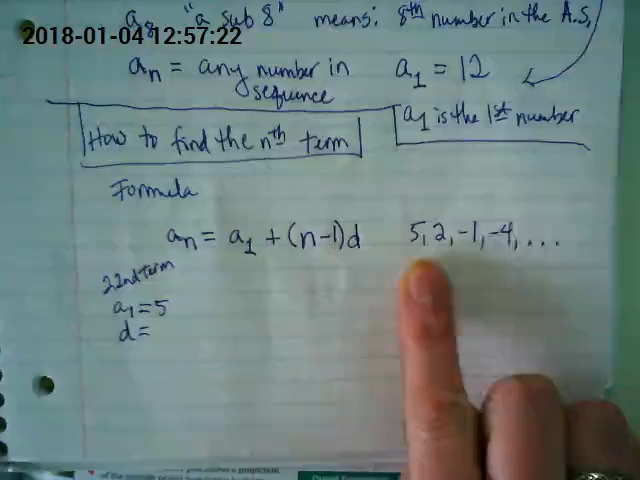 a8 "a sub 8" means: 8th number in the A.S.
2018-01-04 12:57:22
an = any number in sequence
a1 = 12
a1 is the 1st number
How to find the nth term
Formula
an = a1 + (n-1)d
5, 2, -1, -4, ...
22nd term
a1 = 5
d =